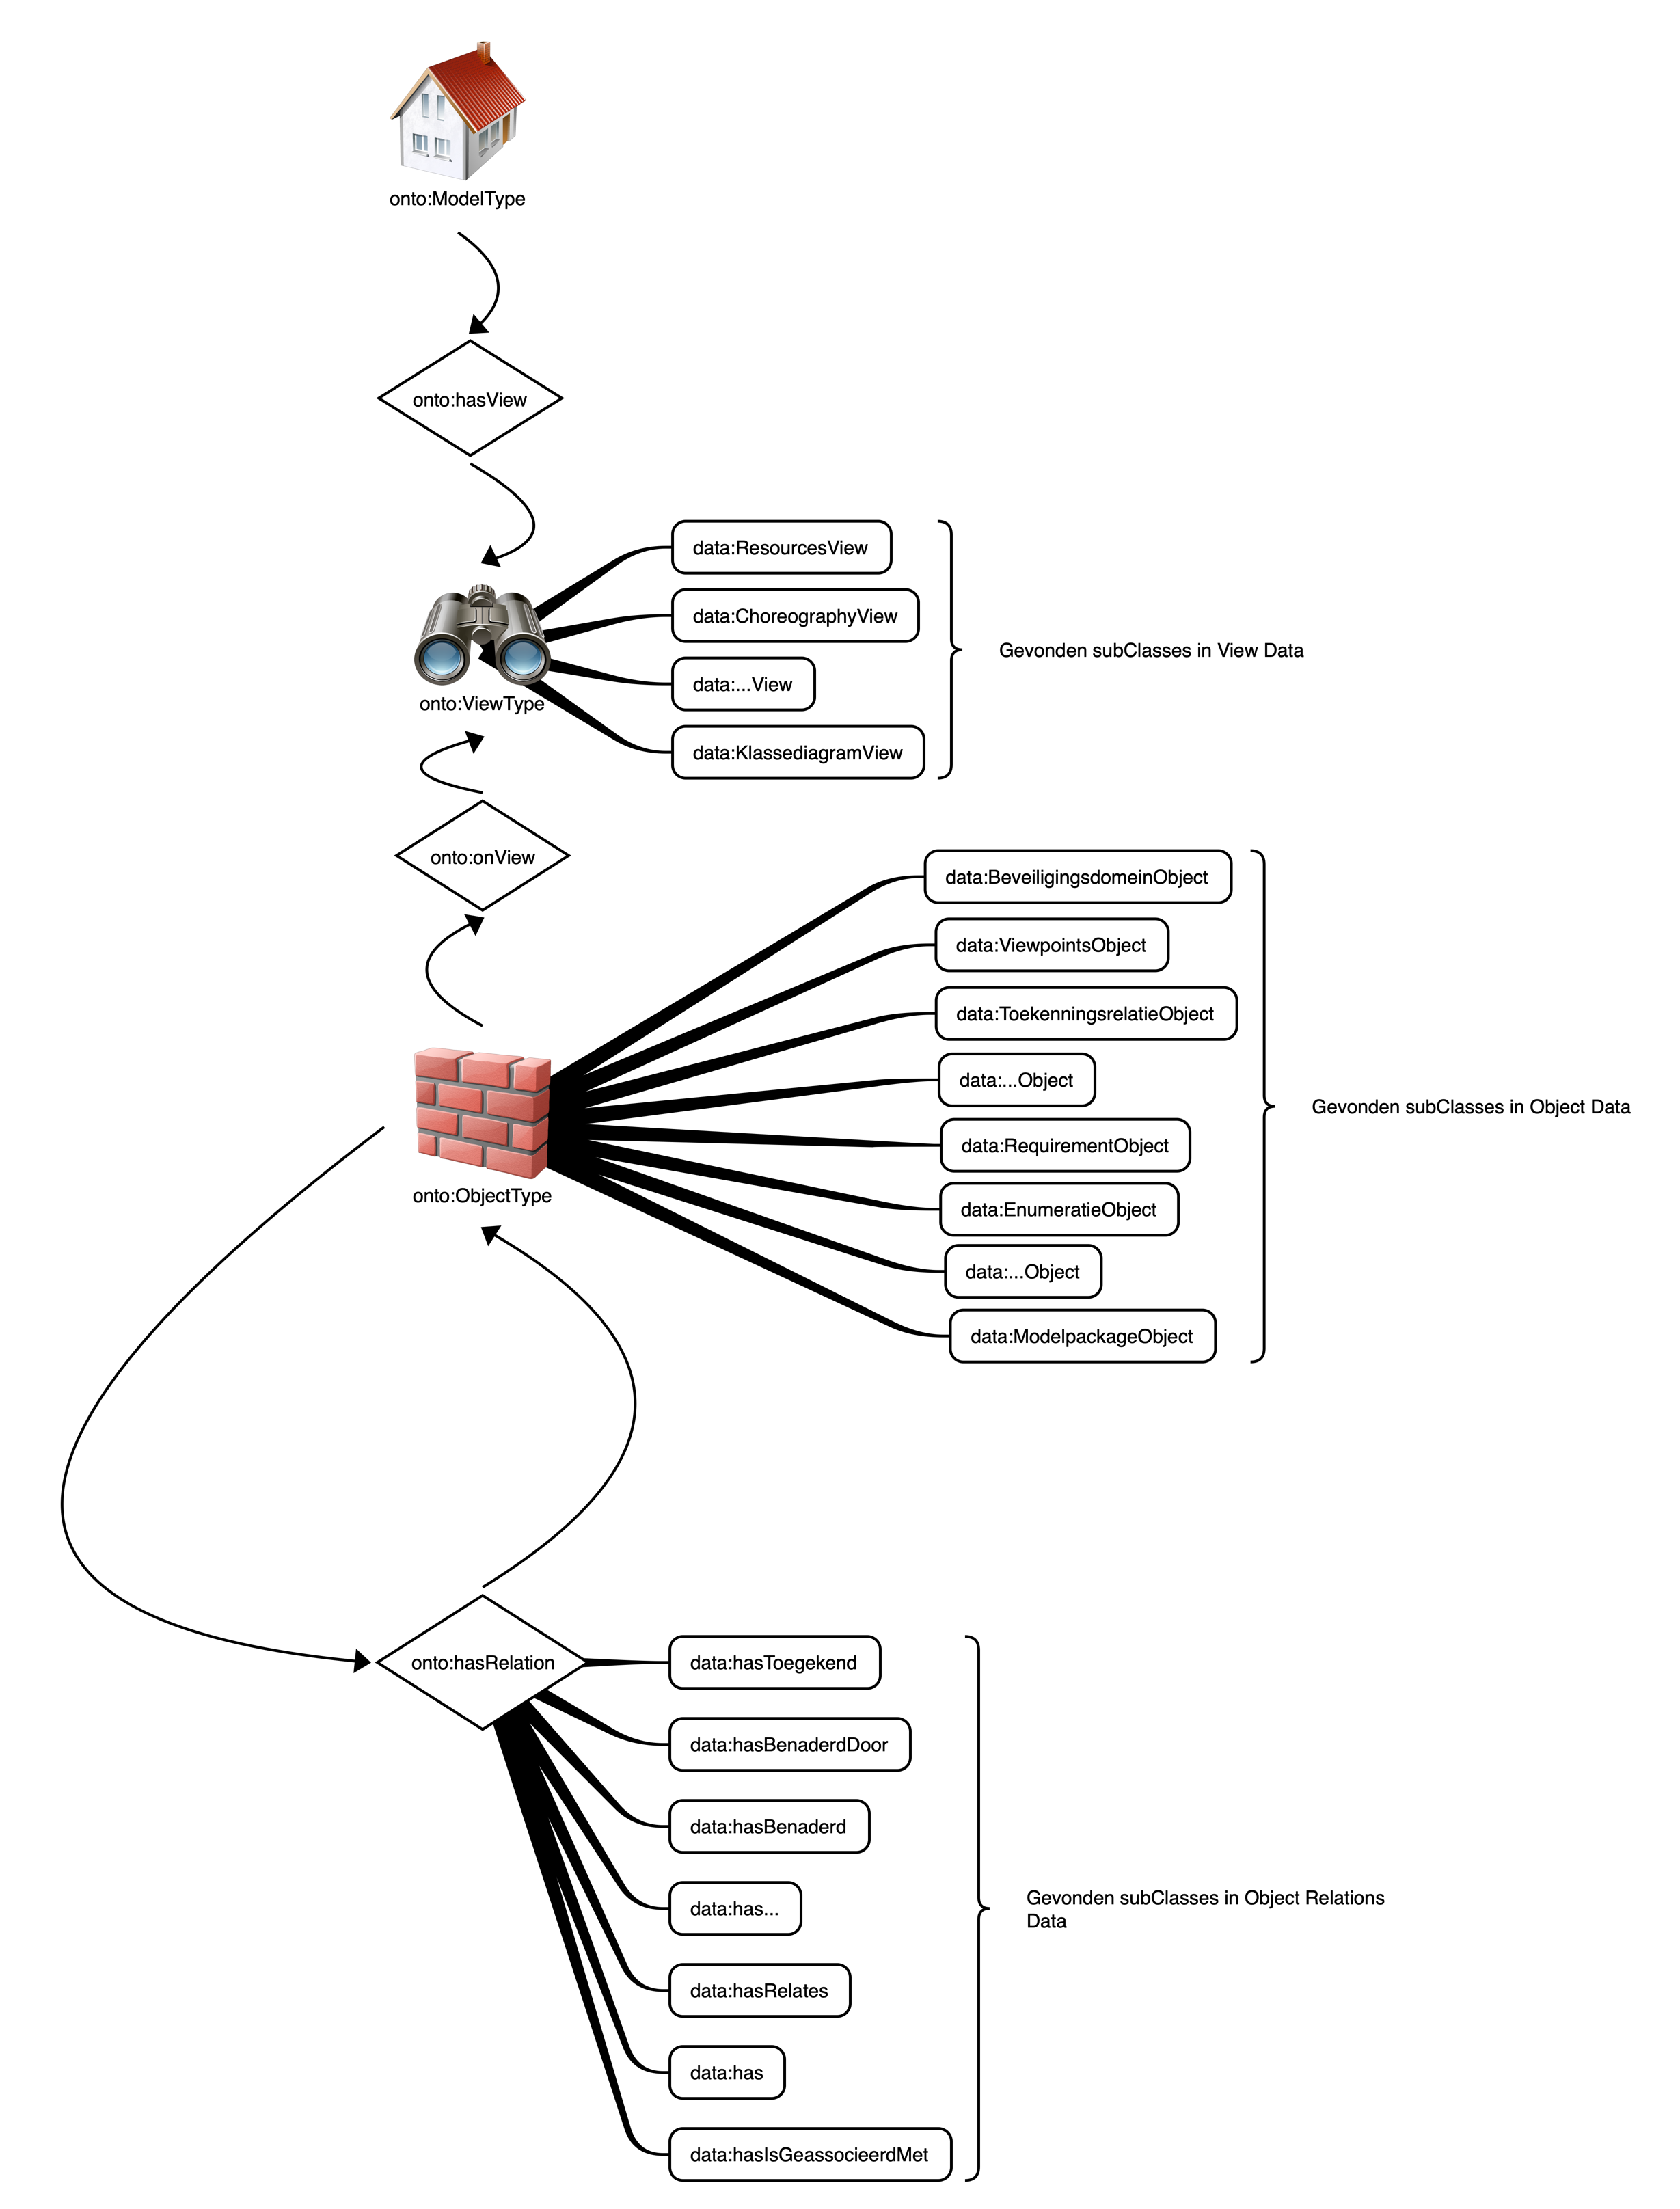 onto:ModelType
onto:hasView
data:ResourcesView
data:ChoreographyView
data:...View
data:KlassediagramView
Gevonden subClasses in View Data
onto:ViewType
onto:onView
data:BeveiligingsdomeinObject
data:ViewpointsObject
data:ToekenningsrelatieObject
data:...Object
data:RequirementObject
data:EnumeratieObject
data:...Object
data:ModelpackageObject
Gevonden subClasses in Object Data
onto:ObjectType
onto:hasRelation
data:hasToegekend
data:hasBenaderdDoor
data:hasBenaderd
data:has...
data:hasRelates
data:has
data:hasIsGeassocieerdMet
Gevonden subClasses in Object Relations
Data